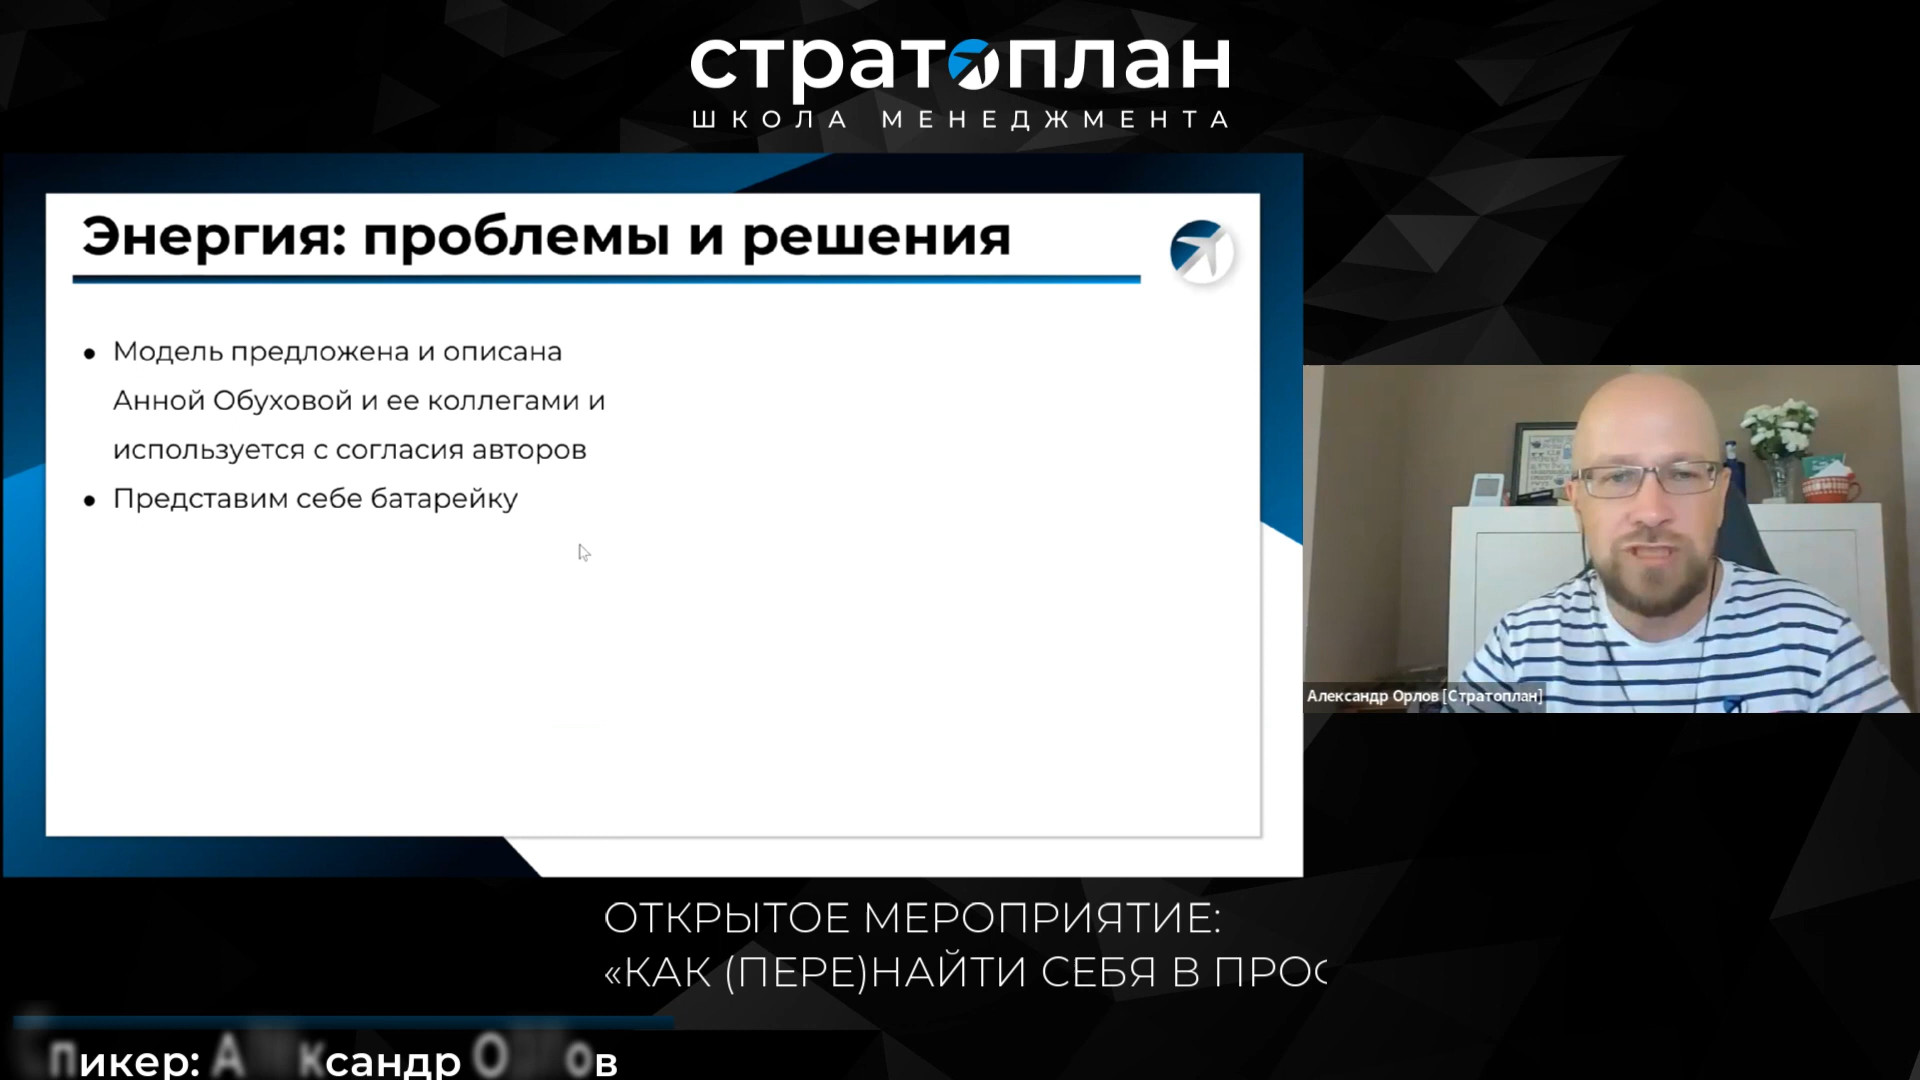 стратоплан
ШКОЛА МЕНЕДЖМЕНТА
Энергия: проблемы и решения
• Модель предложена и описана
Анной Обуховой и ее коллегами и
используется с согласия авторов
• Представим себе батарейку
Александр Орлов [Стратоплан]
ОТКРЫТОЕ МЕРОПРИЯТИЕ:
«КАК (ПЕРЕ)НАЙТИ СЕБЯ В